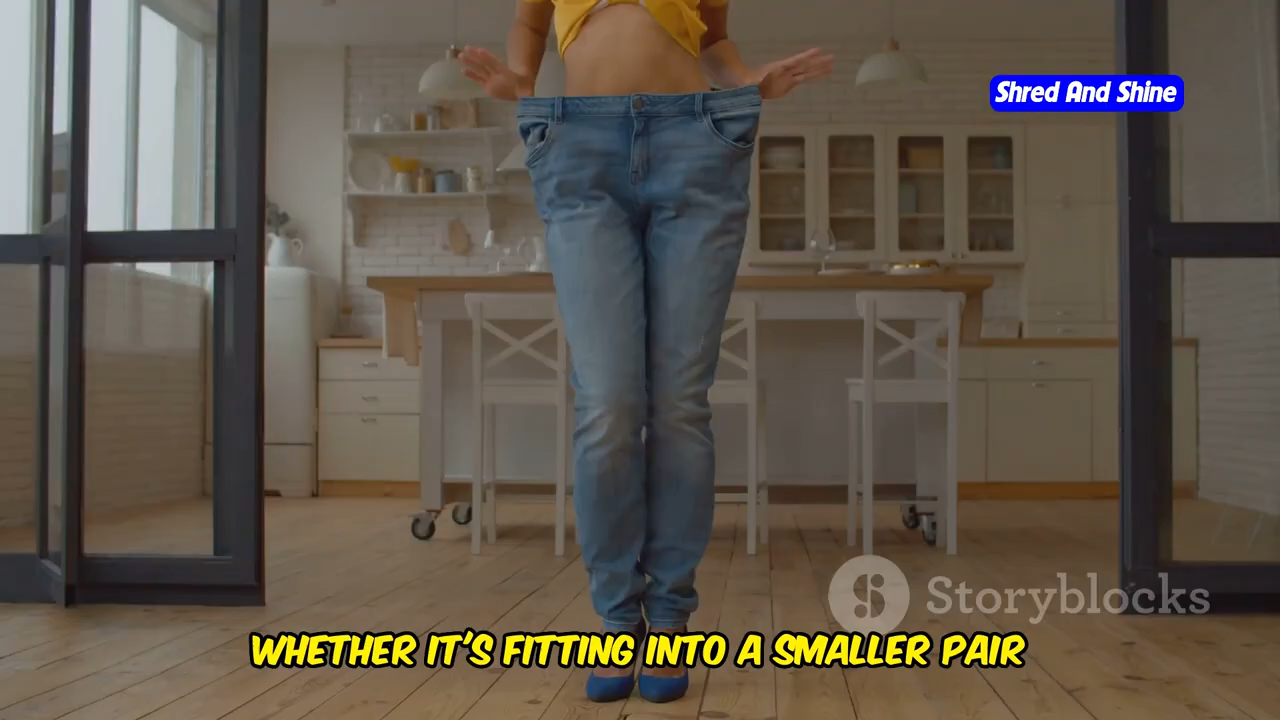 Shred And Shine
Storyblocks
WHETHER IT'S FITTING INTO A SMALLER PAIR